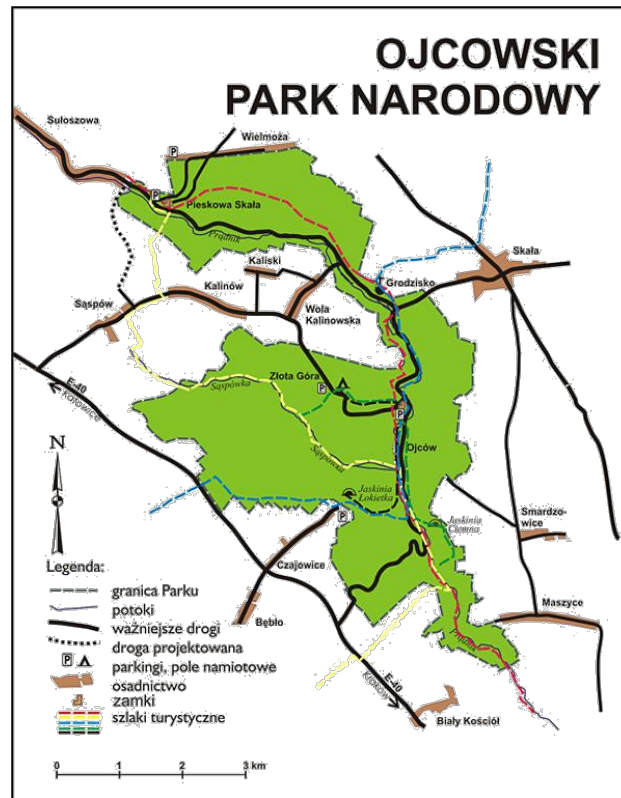 OJCOWSKI
PARK NARODOWY
Sułoszowa
P
Wielmoża
P
Pieskowa Skała
Prądnik
Skała
Kaliski
Grodzisko
Sąspów
Kalinów
Wola
Kalinowska
Złota Góra
P
Sąspówka
E-40
Katowice
P
Ojców
Sąspówka
N
Jaskinia
Łokietka
P
Jaskinia
Ciemna
Smardzo-
wice
Czajowice
Maszyce
Bębło
Prądnik
E-40
Kraków
Biały Kościół
Legenda:
granica Parku
potoki
ważniejsze drogi
droga projektowana
P
parkingi, pole namiotowe
osadnictwo
zamki
szlaki turystyczne
0 1 2 3 km